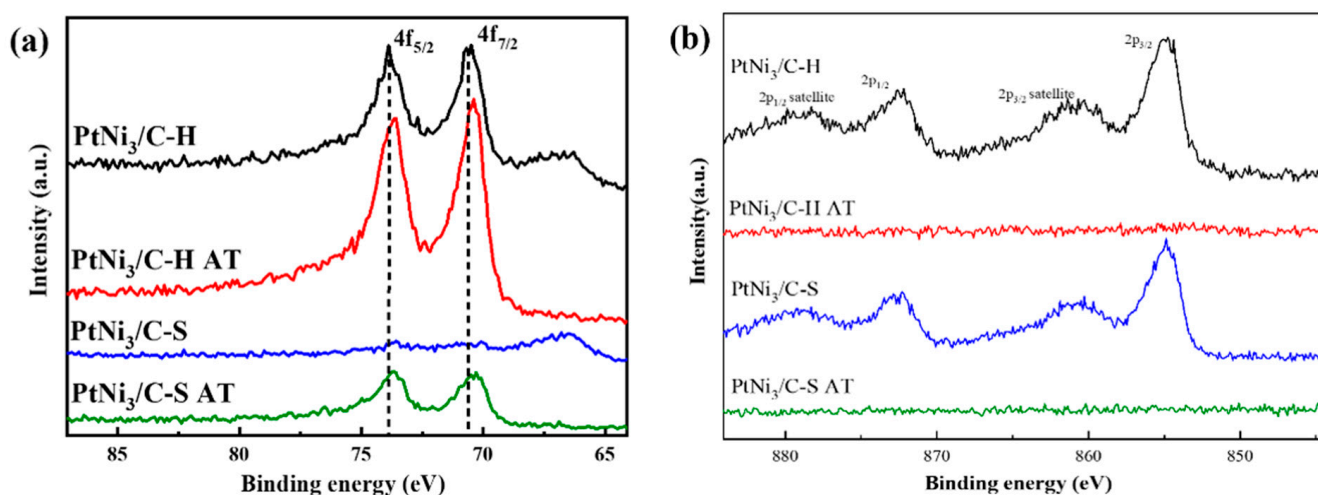 (a)
4f5/2
4f7/2
PtNi3/C-H
PtNi3/C-H AT
PtNi3/C-S
PtNi3/C-S AT
Intensity (a.u.)
85
80
75
70
65
Binding energy (eV)
(b)
PtNi3/C-H
2p1/2 satellite
2p1/2
2p3/2 satellite
2p3/2
PtNi3/C-H AT
PtNi3/C-S
PtNi3/C-S AT
Intensity(a.u.)
880
870
860
850
Binding energy (eV)